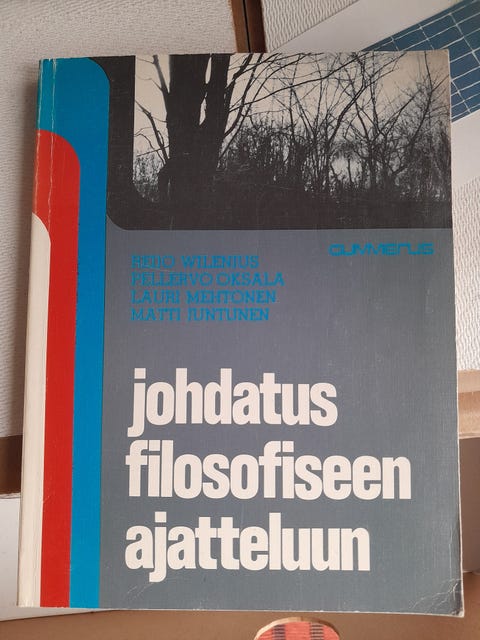 GUMMERUS
REIJO WILENIUS
PELLERVO OKSALA
LAURI MEHTONEN
MATTI JUNTUNEN
johdatus
filosofiseen
ajatteluun